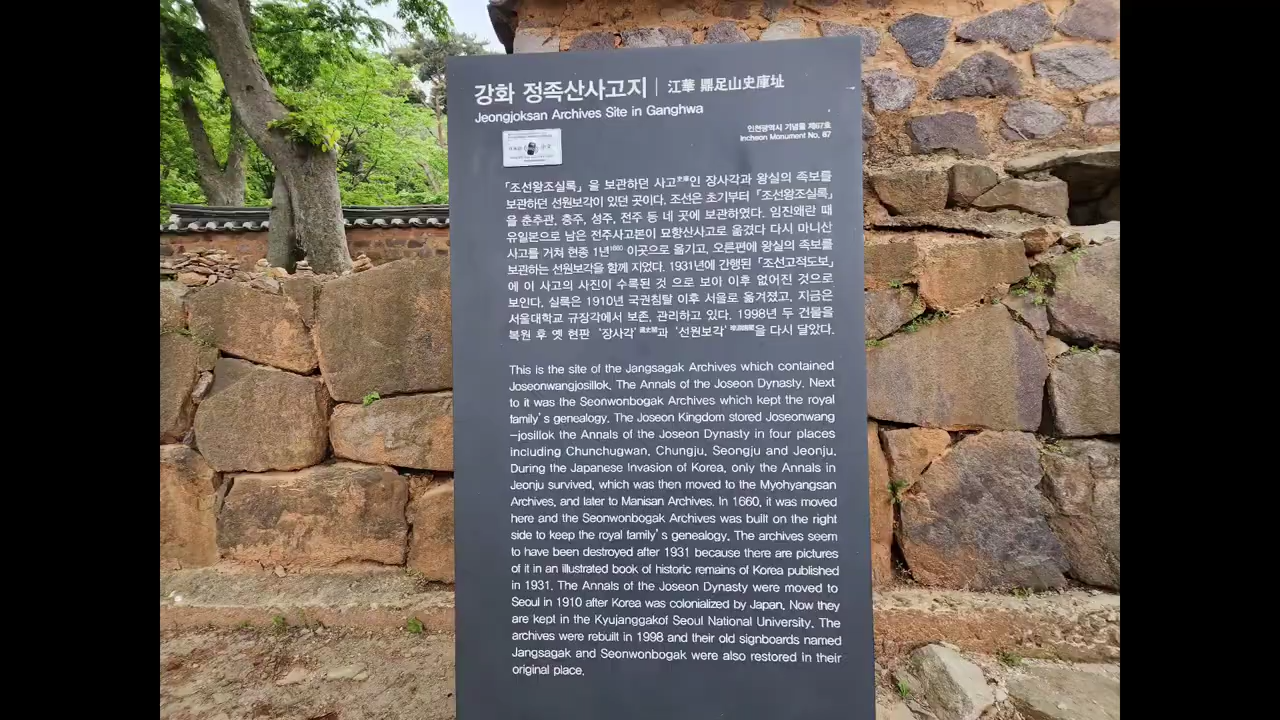 강화 정족산사고지 | 江華 鼎足山史庫址
Jeongjoksan Archives Site in Ganghwa
인천광역시 기념물 제67호
Incheon Monument No. 67
「조선왕조실록」을 보관하던 사고史庫인 장사각과 왕실의 족보를
보관하던 선원보각이 있던 곳이다. 조선은 초기부터 「조선왕조실록」
을 춘추관, 충주, 성주, 전주 등 네 곳에 보관하였다. 임진왜란 때
유일본으로 남은 전주사고본이 묘향산사고로 옮겼다 다시 마니산
사고를 거쳐 현종 1년1660 이곳으로 옮기고, 오른편에 왕실의 족보를
보관하는 선원보각을 함께 지었다. 1931년에 간행된 「조선고적도보」
에 이 사고의 사진이 수록된 것 으로 보아 이후 없어진 것으로
보인다. 실록은 1910년 국권침탈 이후 서울로 옮겨졌고, 지금은
서울대학교 규장각에서 보존, 관리하고 있다. 1998년 두 건물을
복원 후 옛 현판 ‘장사각’과 ‘선원보각’을 다시 달았다.
This is the site of the Jangsagak Archives which contained
Joseonwangjosillok, The Annals of the Joseon Dynasty. Next
to it was the Seonwonbogak Archives which kept the royal
family's genealogy. The Joseon Kingdom stored Joseonwang
-josillok the Annals of the Joseon Dynasty in four places
including Chunchugwan, Chungju, Seongju and Jeonju.
During the Japanese Invasion of Korea, only the Annals in
Jeonju survived, which was then moved to the Myohyangsan
Archives, and later to Manisan Archives. In 1660, it was moved
here and the Seonwonbogak Archives was built on the right
side to keep the royal family's genealogy. The archives seem
to have been destroyed after 1931 because there are pictures
of it in an illustrated book of historic remains of Korea published
in 1931. The Annals of the Joseon Dynasty were moved to
Seoul in 1910 after Korea was colonialized by Japan. Now they
are kept in the Kyujanggakof Seoul National University. The
archives were rebuilt in 1998 and their old signboards named
Jangsagak and Seonwonbogak were also restored in their
original place.